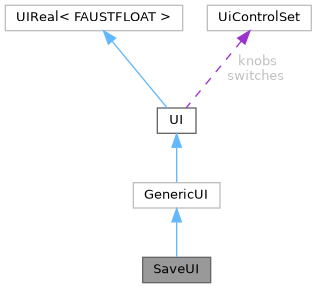 UIReal< FAUSTFLOAT >
UiControlSet
knobs
switches
UI
GenericUI
SaveUI